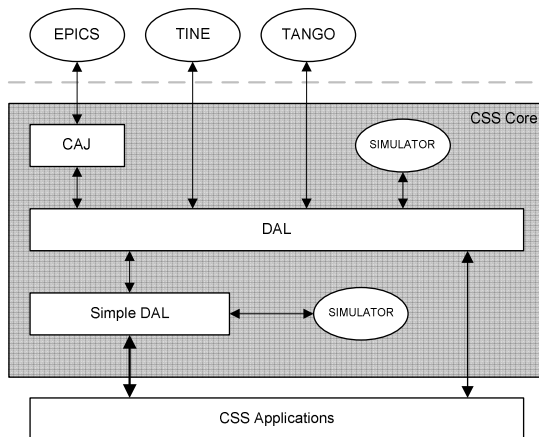 EPICS
TINE
TANGO
CSS Core
CAJ
SIMULATOR
DAL
Simple DAL
SIMULATOR
CSS Applications